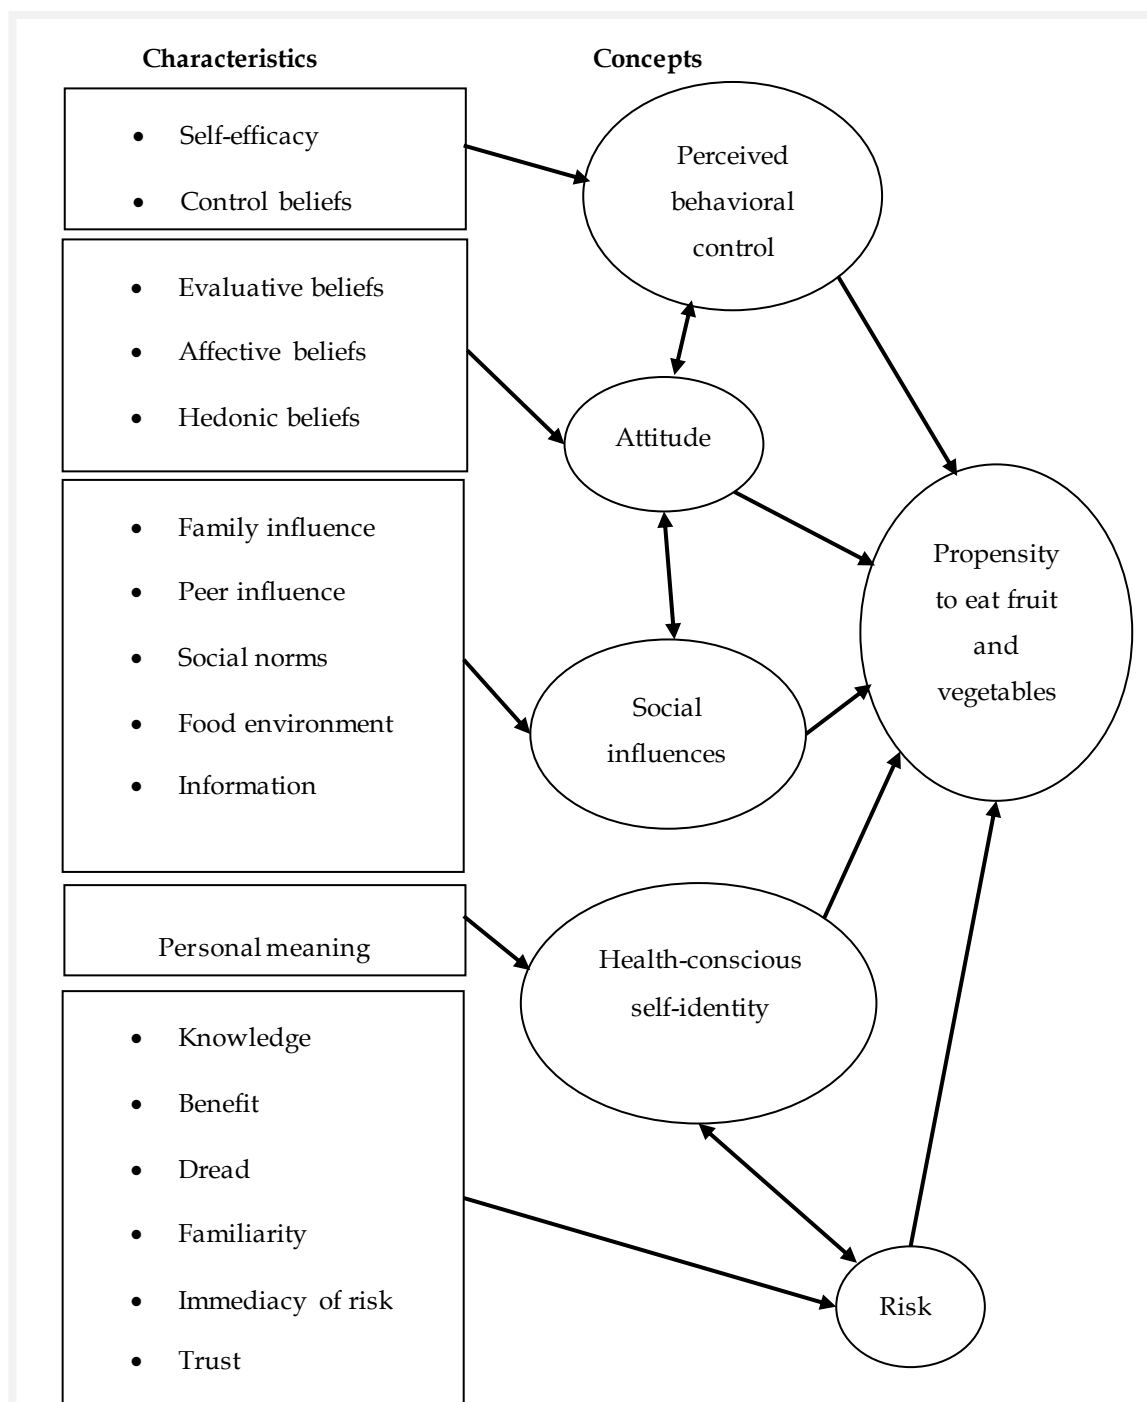 Characteristics
Concepts
• Self-efficacy
• Control beliefs
Perceived
behavioral
control
• Evaluative beliefs
• Affective beliefs
• Hedonic beliefs
Attitude
• Family influence
• Peer influence
• Social norms
• Food environment
• Information
Social
influences
Propensity
to eat fruit
and
vegetables
Personal meaning
Health-conscious
self-identity
• Knowledge
• Benefit
• Dread
• Familiarity
• Immediacy of risk
• Trust
Risk